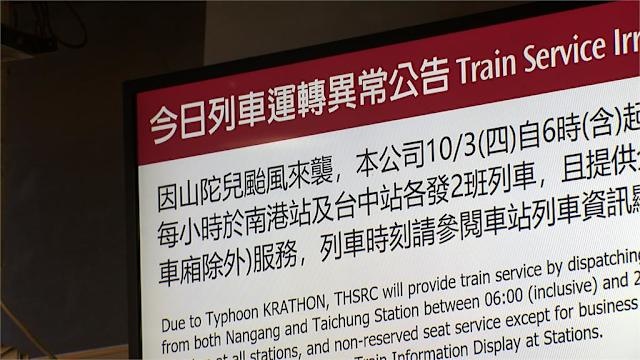 今日列車運轉異常公告 Train Service Irr
因山陀兒颱風來襲，本公司10/3(四)自6時(含)起
每小時於南港站及台中站各發2班列車，且提供
車廂除外)服務，列車時刻請參閱車站列車資訊顯
Due to Typhoon KRATHON, THSRC will provide train service by dispatching
from both Nangang and Taichung Station between 06:00 (inclusive) and 2
at all stations, and non-reserved seat service except for business
Train Information Display at Stations.